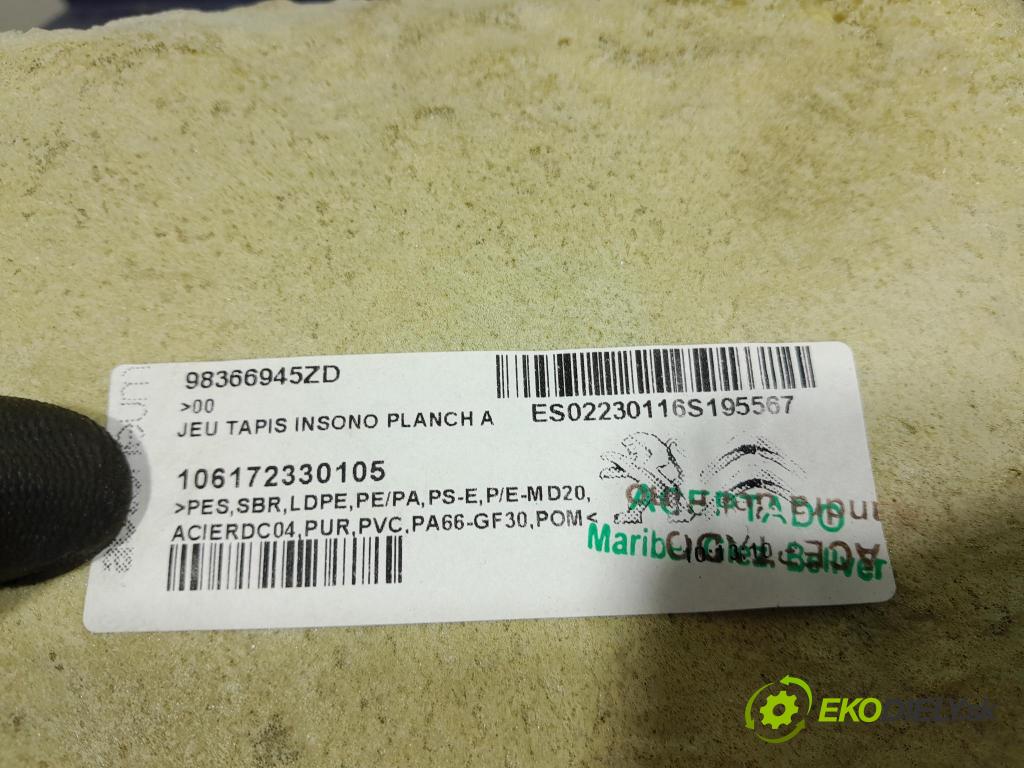 98366945ZD
>00
JEU TAPIS INSONO PLANCH A
ES02230116S195567
106172330105
>PES,SBR,LDPE,PE/PA,PS-E,P/E-MD20,
ACIERDC04,PUR,PVC,PA66-GF30,POM<
ACEPTADO
EKODIELY.sk